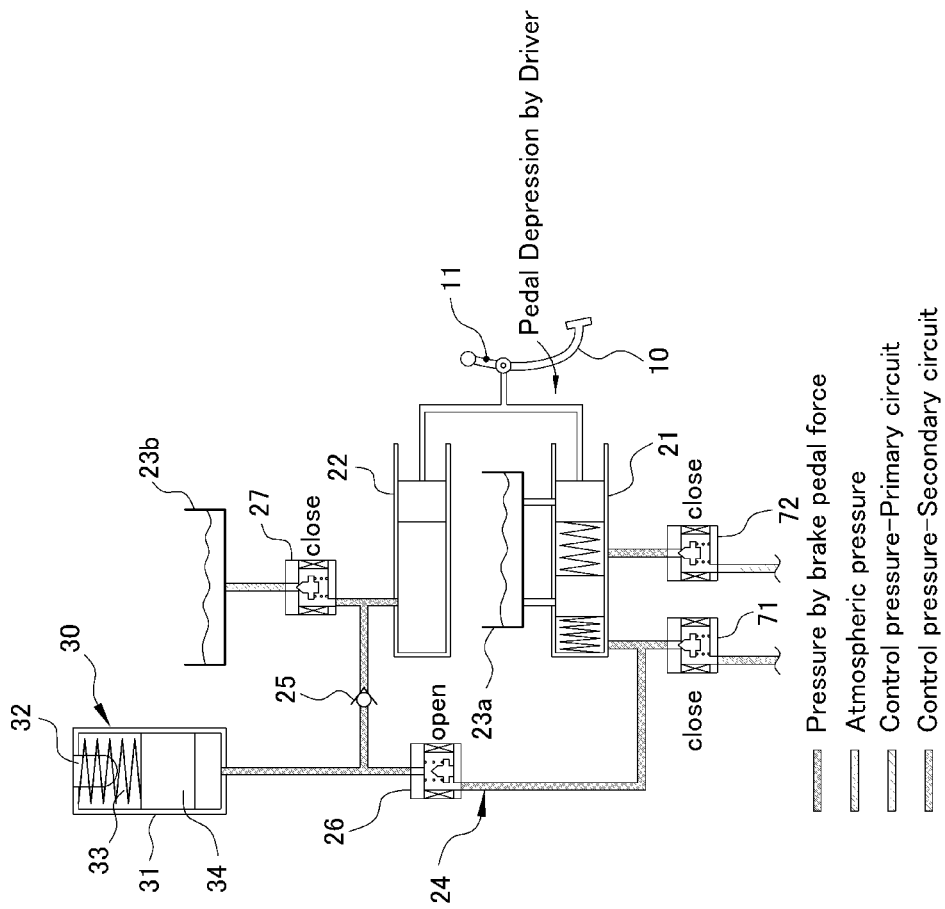 23b
30
32
27
close
22
11
Pedal Depression by Driver
10
25
33
31
34
open
26
24
23a
21
close
72
71
close
Pressure by brake pedal force
Atmospheric pressure
Control pressure-Primary circuit
Control pressure-Secondary circuit